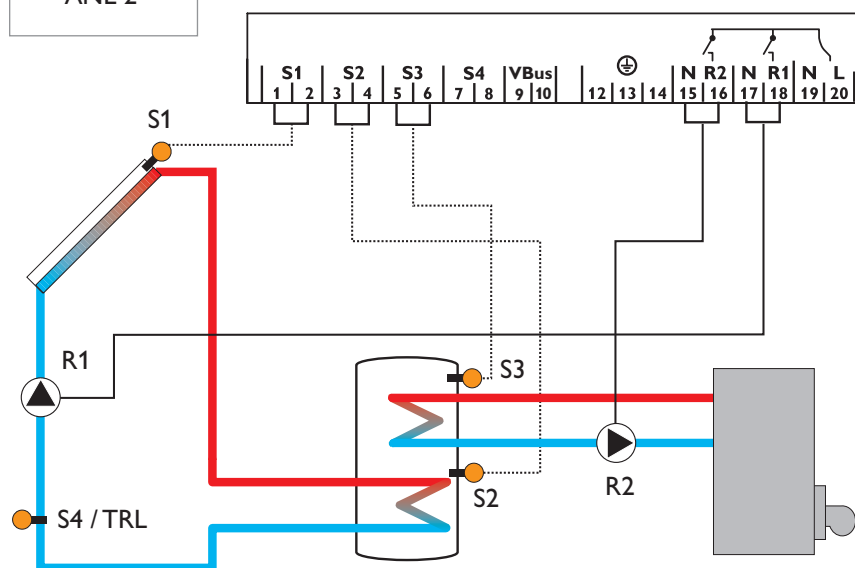 ANL 2
S1 S2 S3 S4 VBus N R2 N R1 N L
1 2 3 4 5 6 7 8 9 10 12 13 14 15 16 17 18 19 20
S1
R1
S3
S2
R2
S4 / TRL